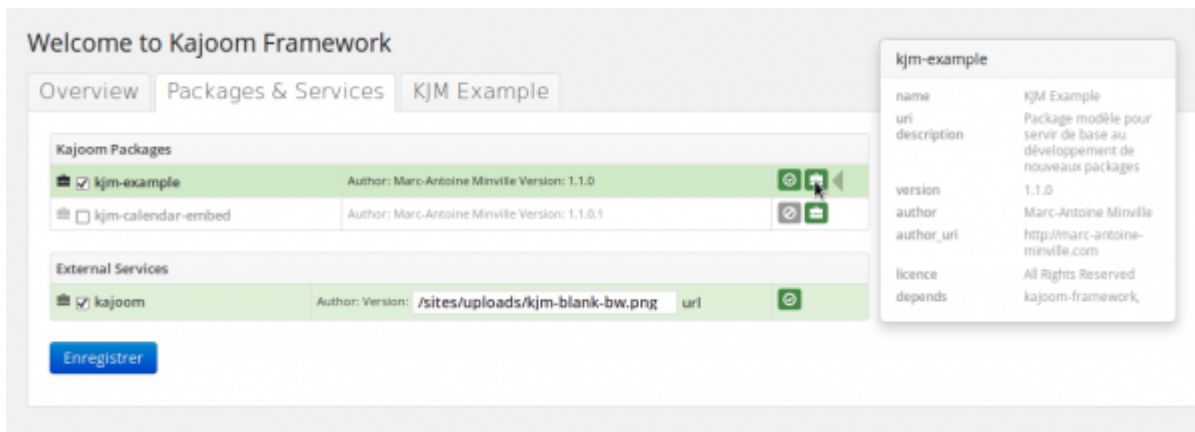 Welcome to Kajoom Framework
Overview Packages & Services KJM Example
Kajoom Packages
kjm-example Author: Marc-Antoine Minville Version: 1.1.0
kjm-calendar-embed Author: Marc-Antoine Minville Version: 1.1.0.1
External Services
kajoom Author: Version: /sites/uploads/kjm-blank-bw.png url
Enregistrer
kjm-example
name KJM Example
uri Package modèle pour
description servir de base au
développement de
nouveaux packages
version 1.1.0
author Marc-Antoine Minville
author_uri http://marc-antoine-
minville.com
licence All Rights Reserved
depends kajoom-framework,